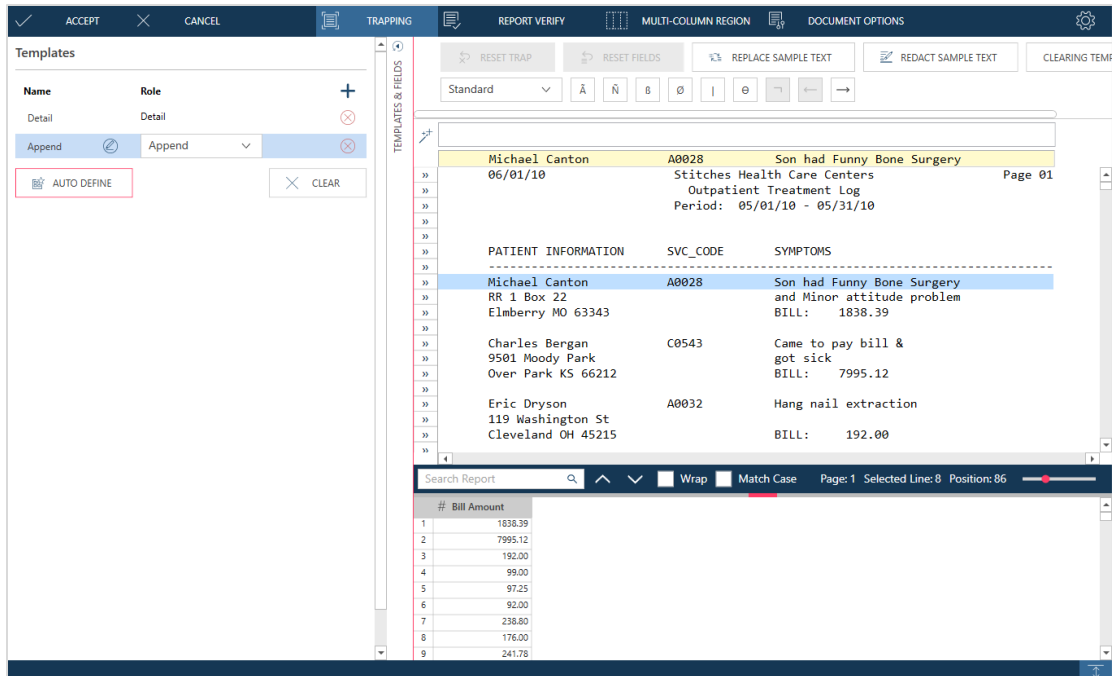 ACCEPT CANCEL TRAPPING REPORT VERIFY MULTI-COLUMN REGION DOCUMENT OPTIONS
Templates
Name Role
Detail Detail
Append Append
AUTO DEFINE CLEAR
TEMPLATES & FIELDS
RESET TRAP RESET FIELDS REPLACE SAMPLE TEXT REDACT SAMPLE TEXT CLEARING TEMP
Standard Ã Ñ ß Ø | ɵ ¬ ← →
Michael Canton A0028 Son had Funny Bone Surgery
06/01/10 Stitches Health Care Centers Page 01
Outpatient Treatment Log
Period: 05/01/10 - 05/31/10
PATIENT INFORMATION SVC_CODE SYMPTOMS
--------------------------------------------------------------------------------
Michael Canton A0028 Son had Funny Bone Surgery
RR 1 Box 22 and Minor attitude problem
Elmberry MO 63343 BILL: 1838.39
Charles Bergan C0543 Came to pay bill &
9501 Moody Park got sick
Over Park KS 66212 BILL: 7995.12
Eric Dryson A0032 Hang nail extraction
119 Washington St
Cleveland OH 45215 BILL: 192.00
Search Report Wrap Match Case Page: 1 Selected Line: 8 Position: 86
# Bill Amount
1 1838.39
2 7995.12
3 192.00
4 99.00
5 97.25
6 92.00
7 238.80
8 176.00
9 241.78